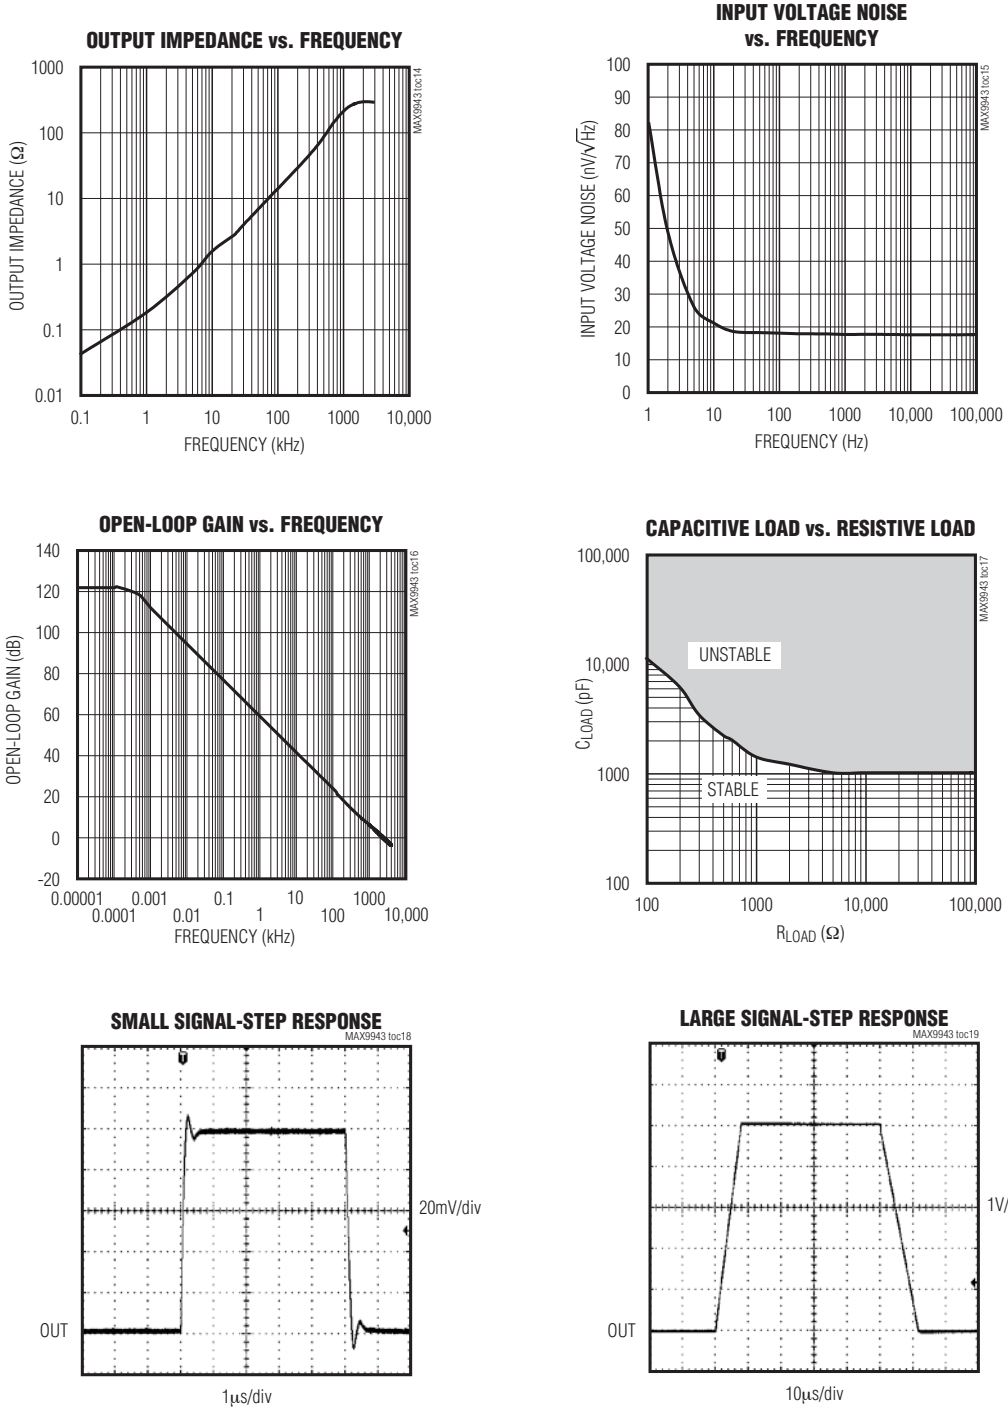 OUTPUT IMPEDANCE vs. FREQUENCY
MAX9943 toc14
OUTPUT IMPEDANCE (Ω)
1000
100
10
1
0.1
0.01
0.1 1 10 100 1000 10,000
FREQUENCY (kHz)
INPUT VOLTAGE NOISE
vs. FREQUENCY
MAX9943 toc15
INPUT VOLTAGE NOISE (nV/√Hz)
100
90
80
70
60
50
40
30
20
10
0
1 10 100 1000 10,000 100,000
FREQUENCY (Hz)
OPEN-LOOP GAIN vs. FREQUENCY
MAX9943 toc16
OPEN-LOOP GAIN (dB)
140
120
100
80
60
40
20
0
-20
0.00001 0.001 0.1 10 1000
0.0001 0.01 1 100 10,000
FREQUENCY (kHz)
CAPACITIVE LOAD vs. RESISTIVE LOAD
MAX9943 toc17
CLOAD (pF)
100,000
10,000
1000
100
UNSTABLE
STABLE
100 1000 10,000 100,000
RLOAD (Ω)
SMALL SIGNAL-STEP RESPONSE
MAX9943 toc18
T
20mV/div
OUT
1µs/div
LARGE SIGNAL-STEP RESPONSE
MAX9943 toc19
T
1V/
OUT
10µs/div